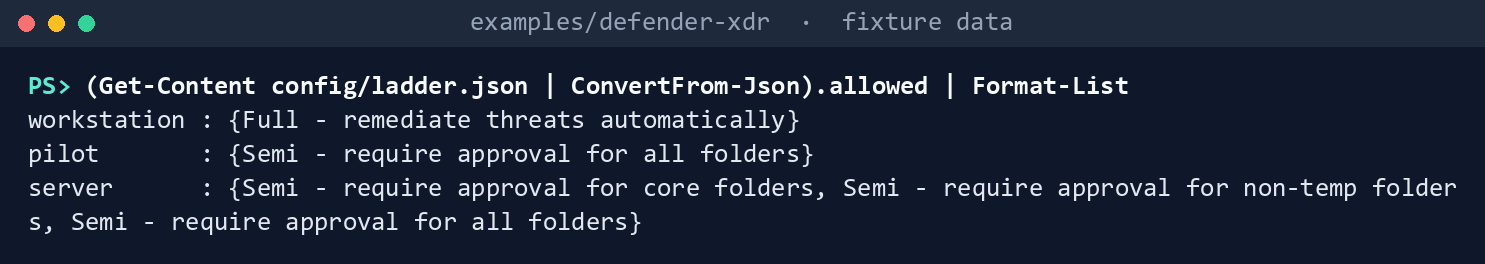 examples/defender-xdr · fixture data
PS> (Get-Content config/ladder.json | ConvertFrom-Json).allowed | Format-List
workstation : {Full - remediate threats automatically}
pilot       : {Semi - require approval for all folders}
server      : {Semi - require approval for core folders, Semi - require approval for non-temp folder
s, Semi - require approval for all folders}